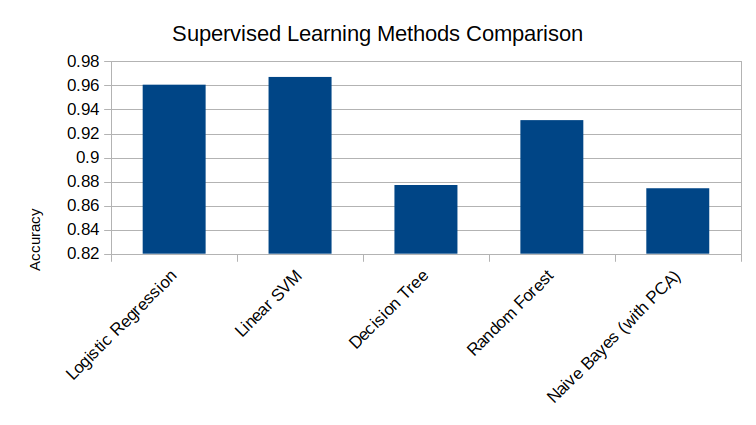 Supervised Learning Methods Comparison
0.98
0.96
0.94
0.92
0.9
0.88
0.86
0.84
0.82
Accuracy
Logistic Regression
Linear SVM
Decision Tree
Random Forest
Naive Bayes (with PCA)